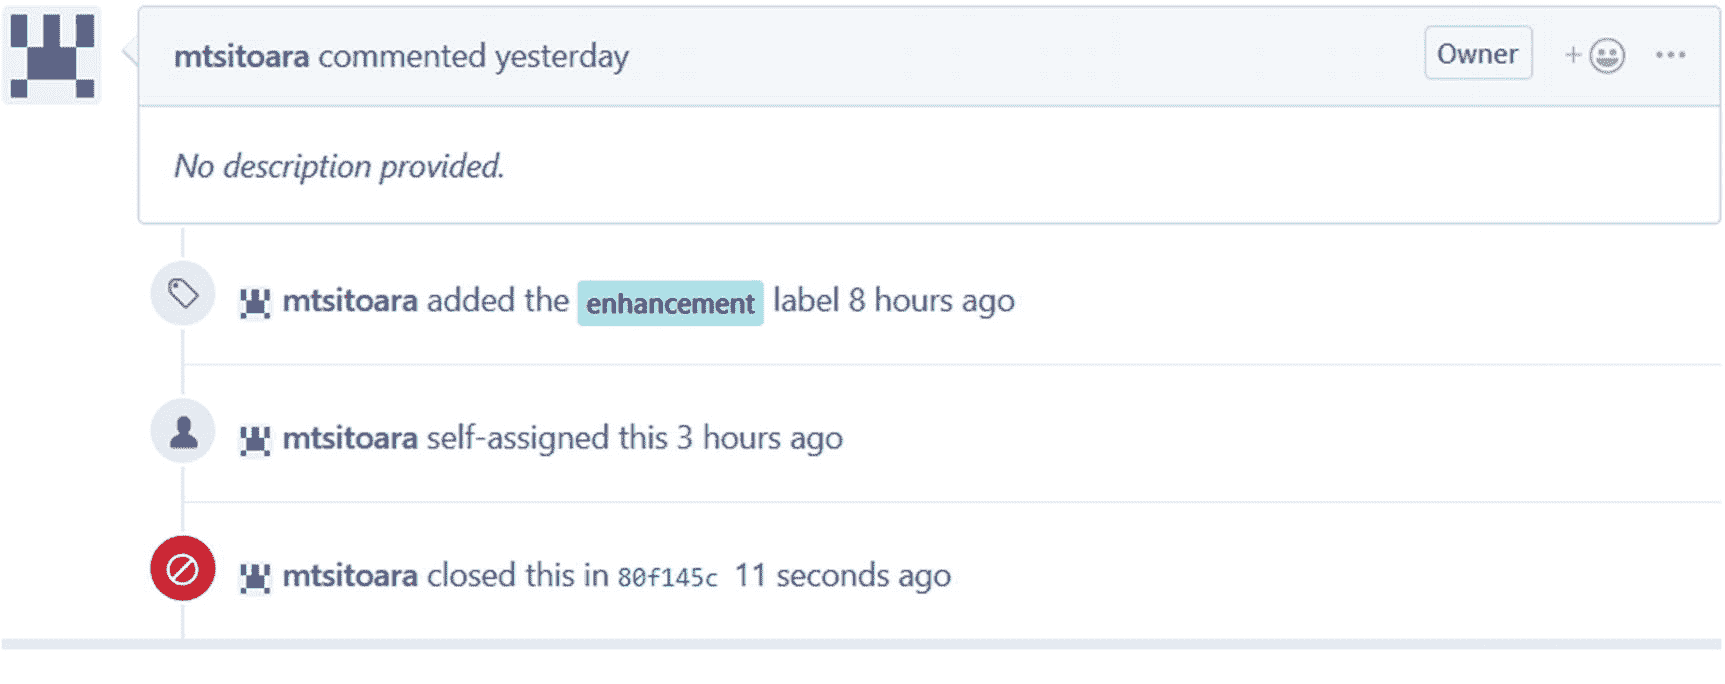 mtsitoara commented yesterday Owner
No description provided.
mtsitoara added the enhancement label 8 hours ago
mtsitoara self-assigned this 3 hours ago
mtsitoara closed this in 80f145c 11 seconds ago